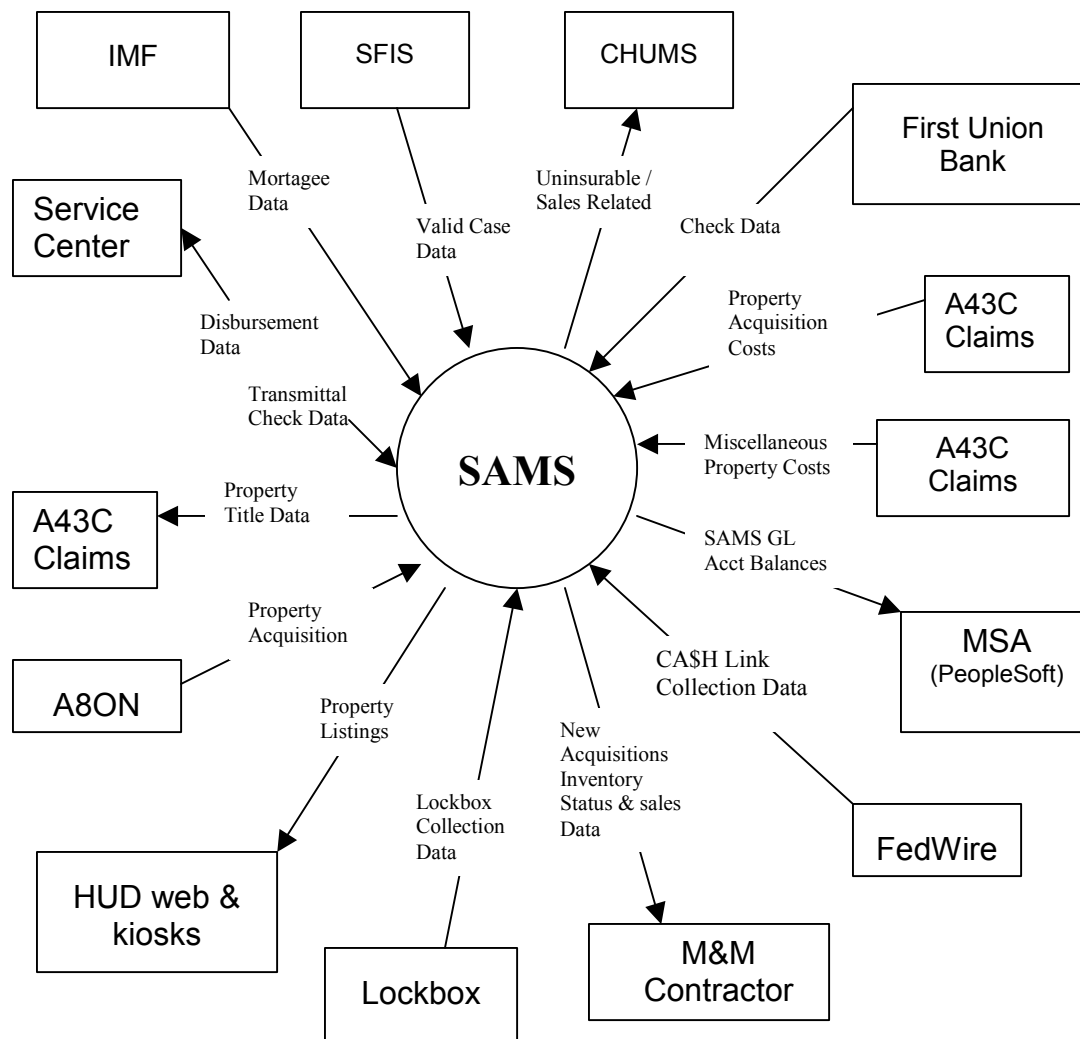 IMF
SFIS
CHUMS
First Union
Bank
Mortagee
Data
Uninsurable /
Sales Related
Service
Center
Valid Case
Data
Check Data
Property
Acquisition
Costs
A43C
Claims
Disbursement
Data
Transmittal
Check Data
SAMS
Miscellaneous
Property Costs
A43C
Claims
A43C
Claims
Property
Title Data
SAMS GL
Acct Balances
Property
Acquisition
A8ON
MSA
(PeopleSoft)
CA$H Link
Collection Data
Property
Listings
New
Acquisitions
Inventory
Status & sales
Data
Lockbox
Collection
Data
FedWire
HUD web &
kiosks
Lockbox
M&M
Contractor